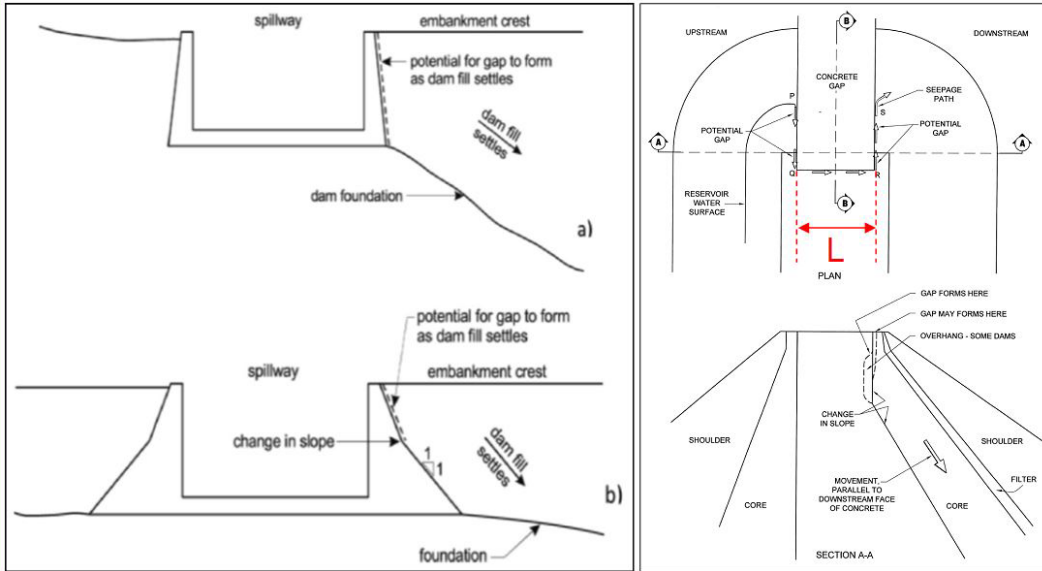 spillway
embankment crest
potential for gap to form
as dam fill settles
dam fill
settles
dam foundation
a)
potential for gap to form
as dam fill settles
spillway
embankment crest
change in slope
1
1
dam fill
settles
b)
foundation
B
UPSTREAM
DOWNSTREAM
CONCRETE
GAP
SEEPAGE
PATH
P
S
POTENTIAL
GAP
POTENTIAL
GAP
A
A
Q
R
B
RESERVOIR
WATER
SURFACE
L
PLAN
GAP FORMS HERE
GAP MAY FORMS HERE
OVERHANG - SOME DAMS
CHANGE
IN SLOPE
SHOULDER
SHOULDER
MOVEMENT,
PARALLEL TO
DOWNSTREAM FACE
OF CONCRETE
FILTER
CORE
CORE
SECTION A-A